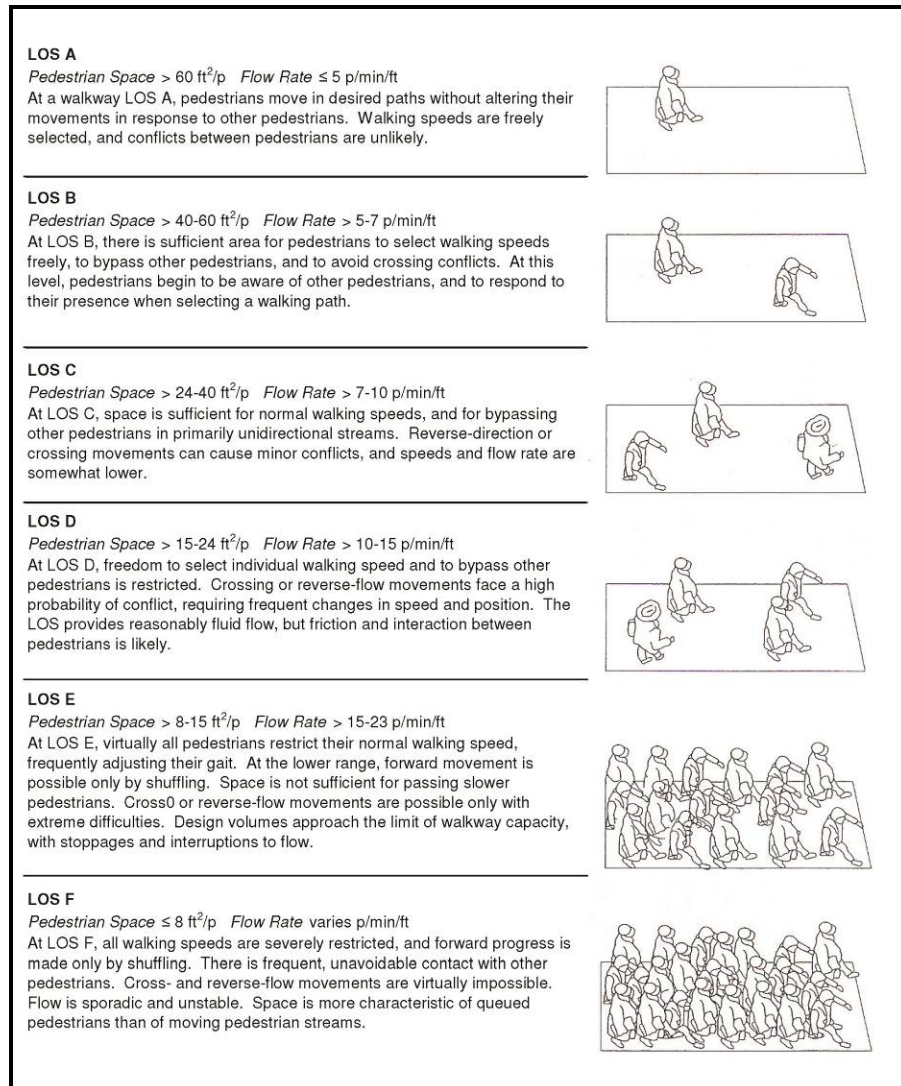 LOS A
Pedestrian Space > 60 ft²/p Flow Rate ≤ 5 p/min/ft
At a walkway LOS A, pedestrians move in desired paths without altering their
movements in response to other pedestrians. Walking speeds are freely
selected, and conflicts between pedestrians are unlikely.
LOS B
Pedestrian Space > 40-60 ft²/p Flow Rate > 5-7 p/min/ft
At LOS B, there is sufficient area for pedestrians to select walking speeds
freely, to bypass other pedestrians, and to avoid crossing conflicts. At this
level, pedestrians begin to be aware of other pedestrians, and to respond to
their presence when selecting a walking path.
LOS C
Pedestrian Space > 24-40 ft²/p Flow Rate > 7-10 p/min/ft
At LOS C, space is sufficient for normal walking speeds, and for bypassing
other pedestrians in primarily unidirectional streams. Reverse-direction or
crossing movements can cause minor conflicts, and speeds and flow rate are
somewhat lower.
LOS D
Pedestrian Space > 15-24 ft²/p Flow Rate > 10-15 p/min/ft
At LOS D, freedom to select individual walking speed and to bypass other
pedestrians is restricted. Crossing or reverse-flow movements face a high
probability of conflict, requiring frequent changes in speed and position. The
LOS provides reasonably fluid flow, but friction and interaction between
pedestrians is likely.
LOS E
Pedestrian Space > 8-15 ft²/p Flow Rate > 15-23 p/min/ft
At LOS E, virtually all pedestrians restrict their normal walking speed,
frequently adjusting their gait. At the lower range, forward movement is
possible only by shuffling. Space is not sufficient for passing slower
pedestrians. Cross0 or reverse-flow movements are possible only with
extreme difficulties. Design volumes approach the limit of walkway capacity,
with stoppages and interruptions to flow.
LOS F
Pedestrian Space ≤ 8 ft²/p Flow Rate varies p/min/ft
At LOS F, all walking speeds are severely restricted, and forward progress is
made only by shuffling. There is frequent, unavoidable contact with other
pedestrians. Cross- and reverse-flow movements are virtually impossible.
Flow is sporadic and unstable. Space is more characteristic of queued
pedestrians than of moving pedestrian streams.